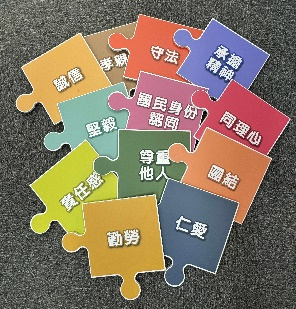 誠信
孝親
守法
承擔
精神
堅毅
國民身份
認同
同理心
責任感
尊重
他人
團結
勤勞
仁愛